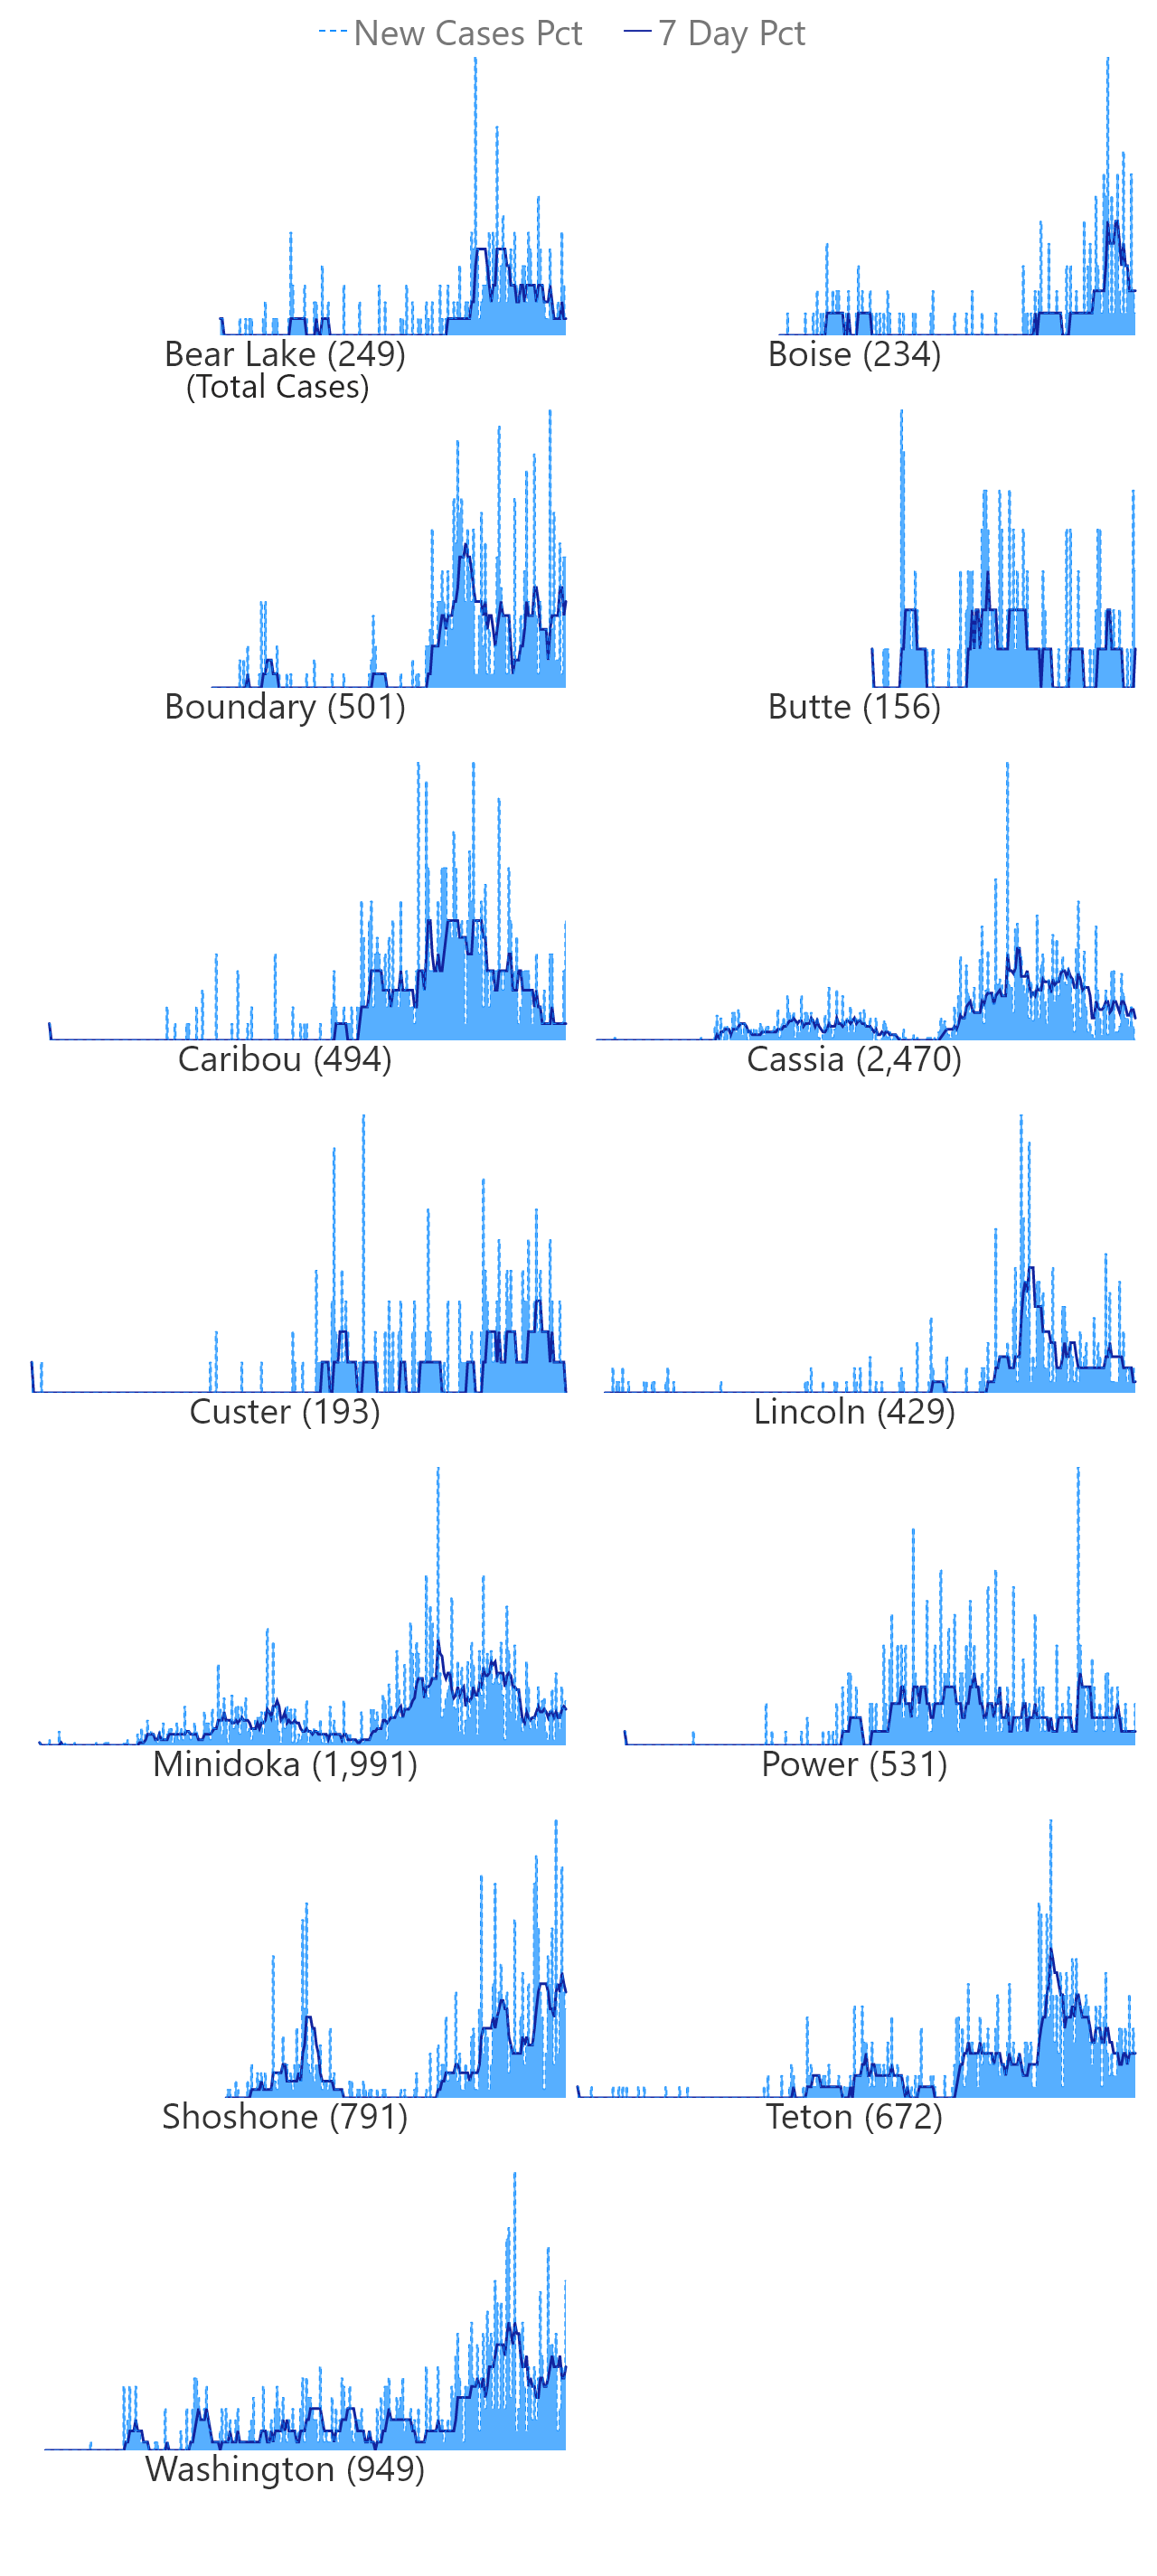 New Cases Pct 7 Day Pct
Bear Lake (249) Boise (234)
(Total Cases)
Boundary (501) Butte (156)
Caribou (494) Cassia (2,470)
Custer (193) Lincoln (429)
Minidoka (1,991) Power (531)
Shoshone (791) Teton (672)
Washington (949)